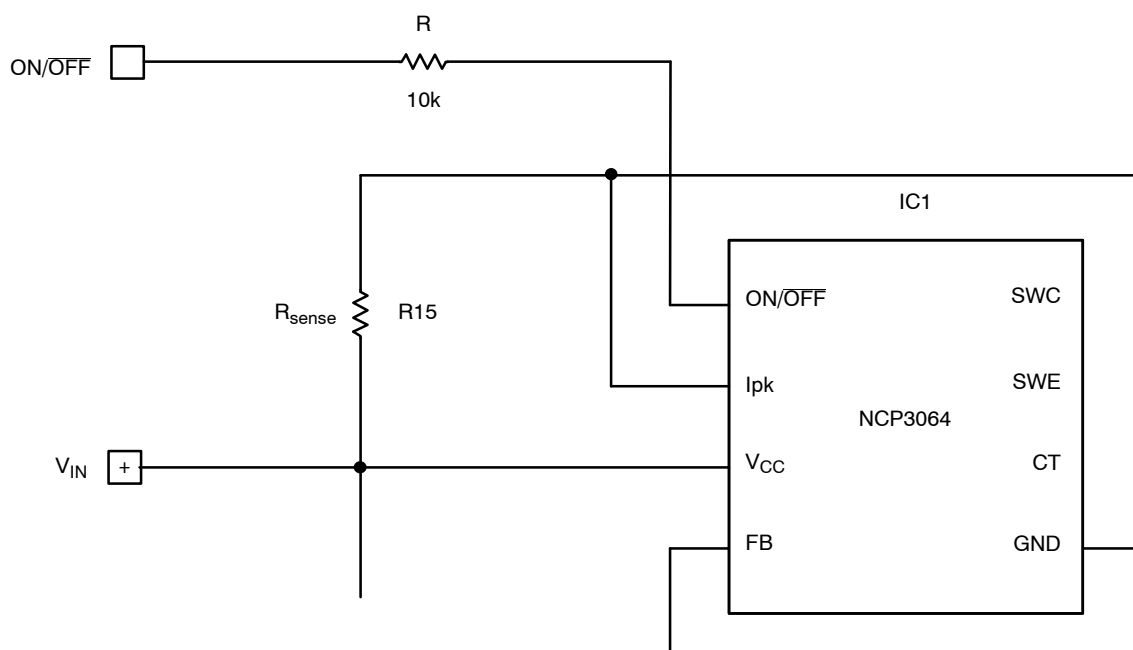 R
ON/OFF
10k
IC1
ON/OFF
SWC
Rsense
R15
Ipk
SWE
NCP3064
VIN
+
VCC
CT
FB
GND